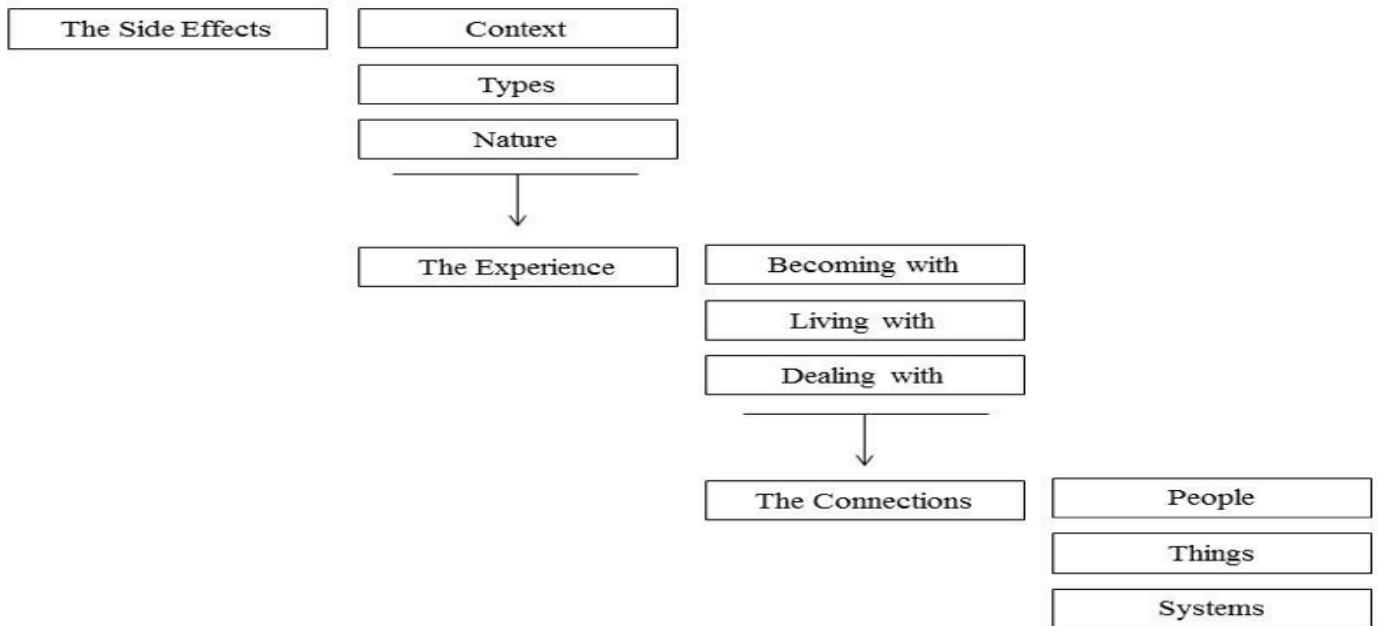 The Side Effects
Context
Types
Nature
The Experience
Becoming with
Living with
Dealing with
The Connections
People
Things
Systems